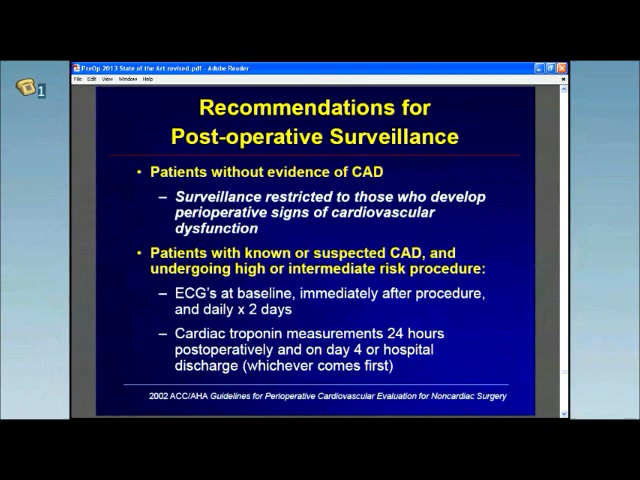 PreOp 2013 State of the Art revised.pdf - Adobe Reader
File Edit View Window Help
1
Recommendations for
Post-operative Surveillance
• Patients without evidence of CAD
– Surveillance restricted to those who develop
perioperative signs of cardiovascular
dysfunction
• Patients with known or suspected CAD, and
undergoing high or intermediate risk procedure:
– ECG's at baseline, immediately after procedure,
and daily x 2 days
– Cardiac troponin measurements 24 hours
postoperatively and on day 4 or hospital
discharge (whichever comes first)
2002 ACC/AHA Guidelines for Perioperative Cardiovascular Evaluation for Noncardiac Surgery